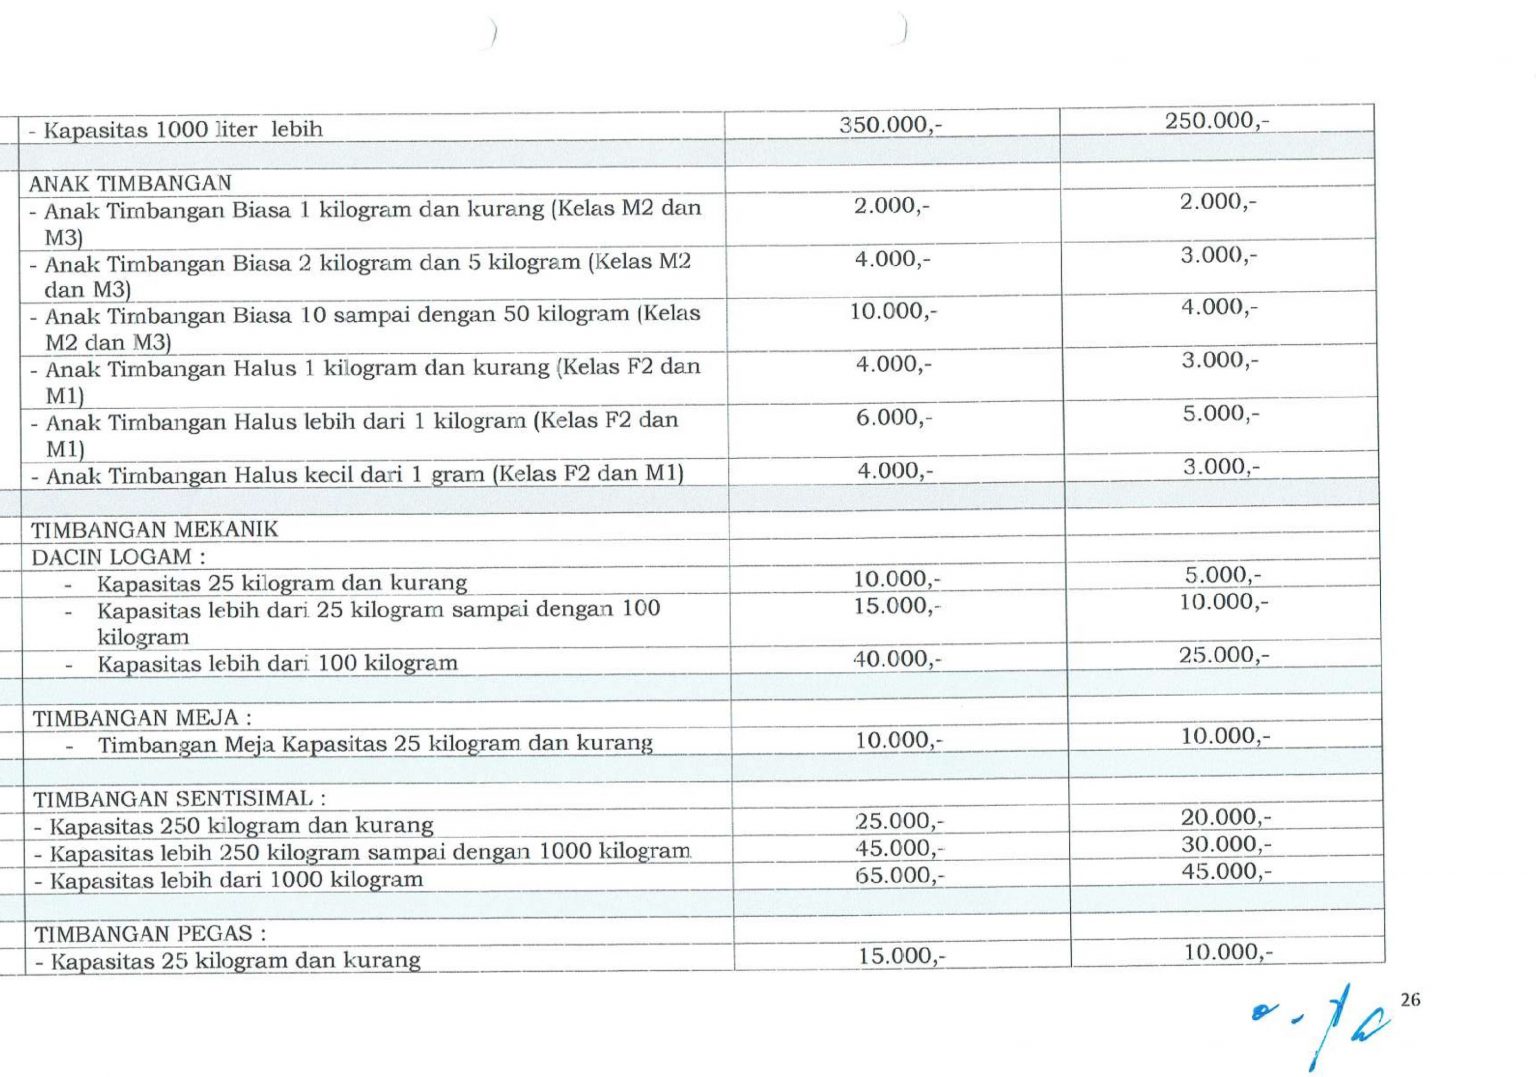 - Kapasitas 1000 liter lebih 350.000,- 250.000,-
ANAK TIMBANGAN
- Anak Timbangan Biasa 1 kilogram dan kurang (Kelas M2 dan 2.000,- 2.000,-
M3)
- Anak Timbangan Biasa 2 kilogram dan 5 kilogram (Kelas M2 4.000,- 3.000,-
dan M3)
- Anak Timbangan Biasa 10 sampai dengan 50 kilogram (Kelas 10.000,- 4.000,-
M2 dan M3)
- Anak Timbangan Halus 1 kilogram dan kurang (Kelas F2 dan 4.000,- 3.000,-
M1)
- Anak Timbangan Halus lebih dari 1 kilogram (Kelas F2 dan 6.000,- 5.000,-
M1)
- Anak Timbangan Halus kecil dari 1 gram (Kelas F2 dan M1) 4.000,- 3.000,-
TIMBANGAN MEKANIK
DACIN LOGAM :
- Kapasitas 25 kilogram dan kurang 10.000,- 5.000,-
- Kapasitas lebih dari 25 kilogram sampai dengan 100 15.000,- 10.000,-
kilogram
- Kapasitas lebih dari 100 kilogram 40.000,- 25.000,-
TIMBANGAN MEJA :
- Timbangan Meja Kapasitas 25 kilogram dan kurang 10.000,- 10.000,-
TIMBANGAN SENTISIMAL :
- Kapasitas 250 kilogram dan kurang 25.000,- 20.000,-
- Kapasitas lebih 250 kilogram sampai dengan 1000 kilogram 45.000,- 30.000,-
- Kapasitas lebih dari 1000 kilogram 65.000,- 45.000,-
TIMBANGAN PEGAS :
- Kapasitas 25 kilogram dan kurang 15.000,- 10.000,-
26